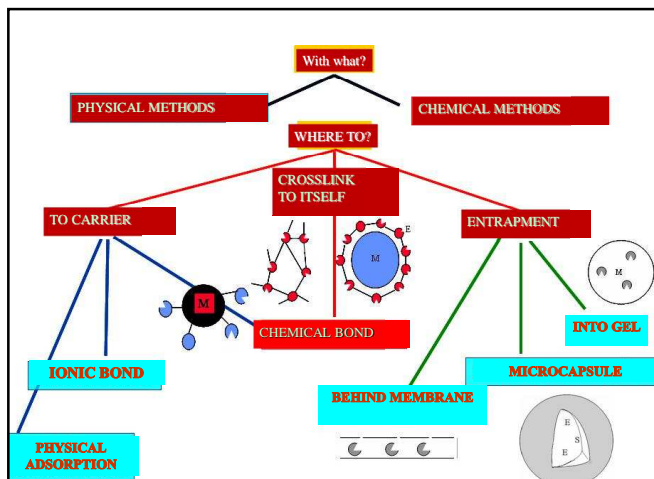 With what?
PHYSICAL METHODS
CHEMICAL METHODS
WHERE TO?
CROSSLINK
TO ITSELF
TO CARRIER
ENTRAPMENT
E
M
M
M
CHEMICAL BOND
INTO GEL
IONIC BOND
MICROCAPSULE
BEHIND MEMBRANE
PHYSICAL
ADSORPTION
E
S
E